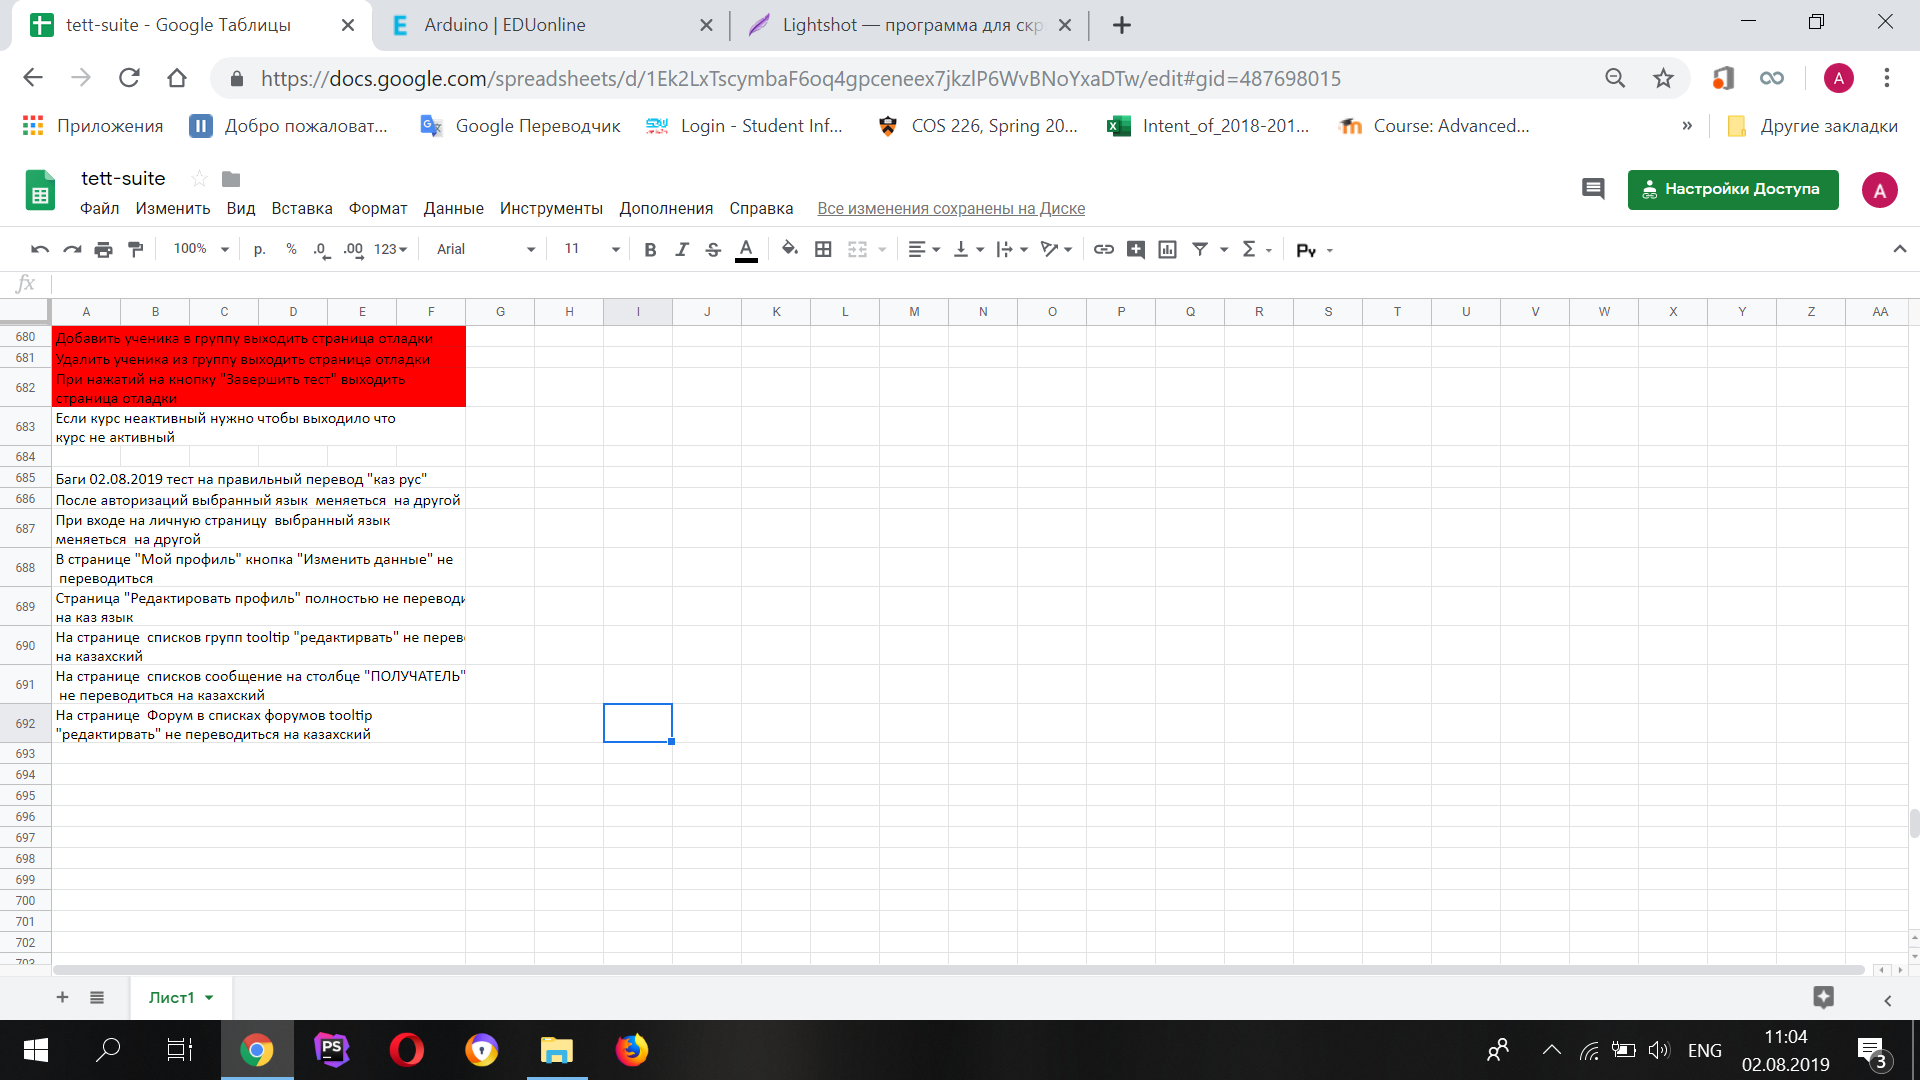 tett-suite - Google Таблицы
Arduino | EDUonline
Lightshot — программа для скр
https://docs.google.com/spreadsheets/d/1Ek2LxTscymbaF6oq4gpceneex7jkzlP6WvBNoYxaDTw/edit#gid=487698015
A
Приложения
Добро пожаловат...
Google Переводчик
Login - Student Inf...
COS 226, Spring 20...
Intent_of_2018-201...
Course: Advanced...
»
Другие закладки
tett-suite
Файл Изменить Вид Вставка Формат Данные Инструменты Дополнения Справка Все изменения сохранены на Диске
Настройки Доступа
A
100% р. % .0 .00 123 Arial 11 B I S A Σ Ру
fx
A B C D E F G H I J K L M N O P Q R S T U V W X Y Z AA
680 Добавить ученика в группу выходить страница отладки
681 Удалить ученика из группу выходить страница отладки
682 При нажатий на кнопку "Завершить тест" выходить
страница отладки
683 Если курс неактивный нужно чтобы выходило что
курс не активный
684
685 Баги 02.08.2019 тест на правильный перевод "каз рус"
686 После авторизаций выбранный язык  меняеться  на другой
687 При входе на личную страницу  выбранный язык
меняеться  на другой
688 В странице "Мой профиль" кнопка "Изменить данные" не
переводиться
689 Страница "Редактировать профиль" полностью не переводи
на каз язык
690 На странице  списков групп tooltip "редактирвать" не перев
на казахский
691 На странице  списков сообщение на столбце "ПОЛУЧАТЕЛЬ"
не переводиться на казахский
692 На странице  Форум в списках форумов tooltip
"редактирвать" не переводиться на казахский
693
694
695
696
697
698
699
700
701
702
703
Лист1
PS
ENG
11:04
02.08.2019
3